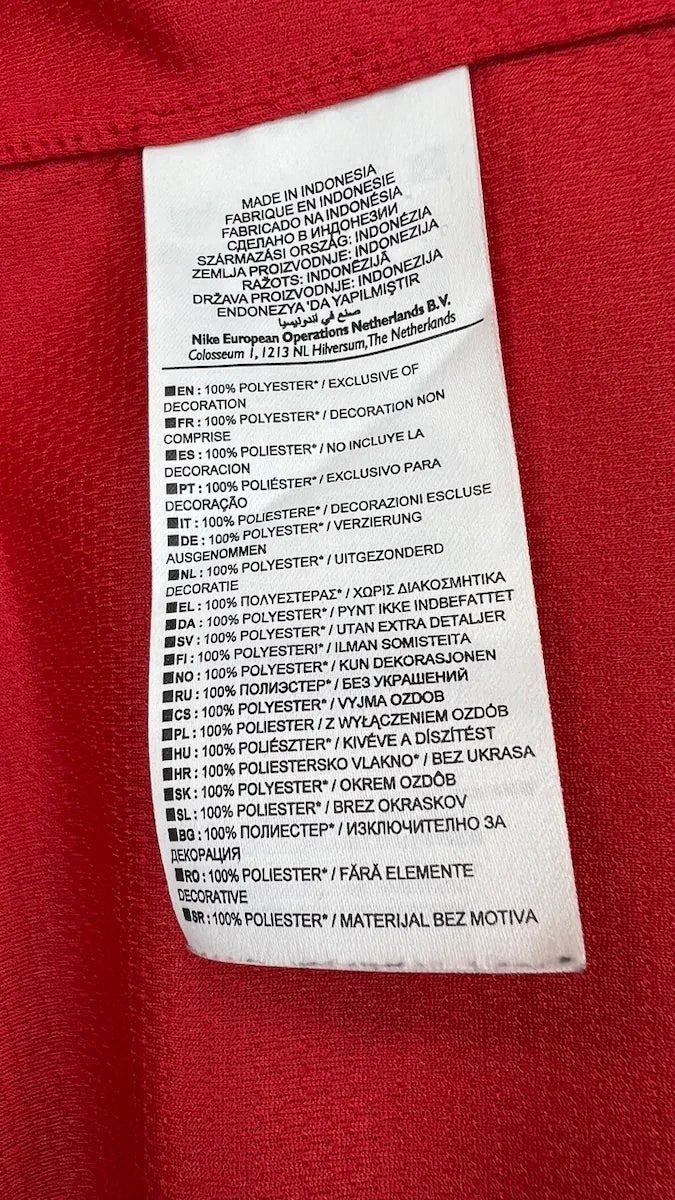 MADE IN INDONESIA
FABRIQUE EN INDONESIE
FABRICADO NA INDONÉSIA
СДЕЛАНО В ИНДОНЕЗИИ
SZÁRMAZÁSI ORSZÁG: INDONÉZIA
ZEMLJA PROIZVODNJE: INDONEZIJA
RAŽOTS: INDONĒZIJĀ
DRŽAVA PROIZVODNJE: INDONEZIJA
ENDONEZYA 'DA YAPILMIŞTIR
صنع في اندونيسيا
Nike European Operations Netherlands B.V.
Colosseum 1, 1213 NL Hilversum, The Netherlands
EN : 100% POLYESTER* / EXCLUSIVE OF
DECORATION
FR : 100% POLYESTER* / DECORATION NON
COMPRISE
ES : 100% POLIESTER* / NO INCLUYE LA
DECORACION
PT : 100% POLIÉSTER* / EXCLUSIVO PARA
DECORAÇÃO
IT : 100% POLIESTERE* / DECORAZIONI ESCLUSE
DE : 100% POLYESTER* / VERZIERUNG
AUSGENOMMEN
NL : 100% POLYESTER* / UITGEZONDERD
DECORATIE
EL : 100% ΠΟΛΥΕΣΤΕΡΑΣ* / ΧΩΡΙΣ ΔΙΑΚΟΣΜΗΤΙΚΑ
DA : 100% POLYESTER* / PYNT IKKE INDBEFATTET
SV : 100% POLYESTER* / UTAN EXTRA DETALJER
FI : 100% POLYESTERI* / ILMAN SOMISTEITA
NO : 100% POLYESTER* / KUN DEKORASJONEN
RU : 100% ПОЛИЭСТЕР* / БЕЗ УКРАШЕНИЙ
CS : 100% POLYESTER* / VYJMA OZDOB
PL : 100% POLIESTER / Z WYŁĄCZENIEM OZDÓB
HU : 100% POLIÉSZTER* / KIVÉVE A DÍSZÍTÉST
HR : 100% POLIESTERSKO VLAKNO* / BEZ UKRASA
SK : 100% POLYESTER* / OKREM OZDÔB
SL : 100% POLIESTER* / BREZ OKRASKOV
BG : 100% ПОЛИЕСТЕР* / ИЗКЛЮЧИТЕЛНО ЗА
ДЕКОРАЦИЯ
RO : 100% POLIESTER* / FĂRĂ ELEMENTE
DECORATIVE
SR : 100% POLIESTER* / MATERIJAL BEZ MOTIVA